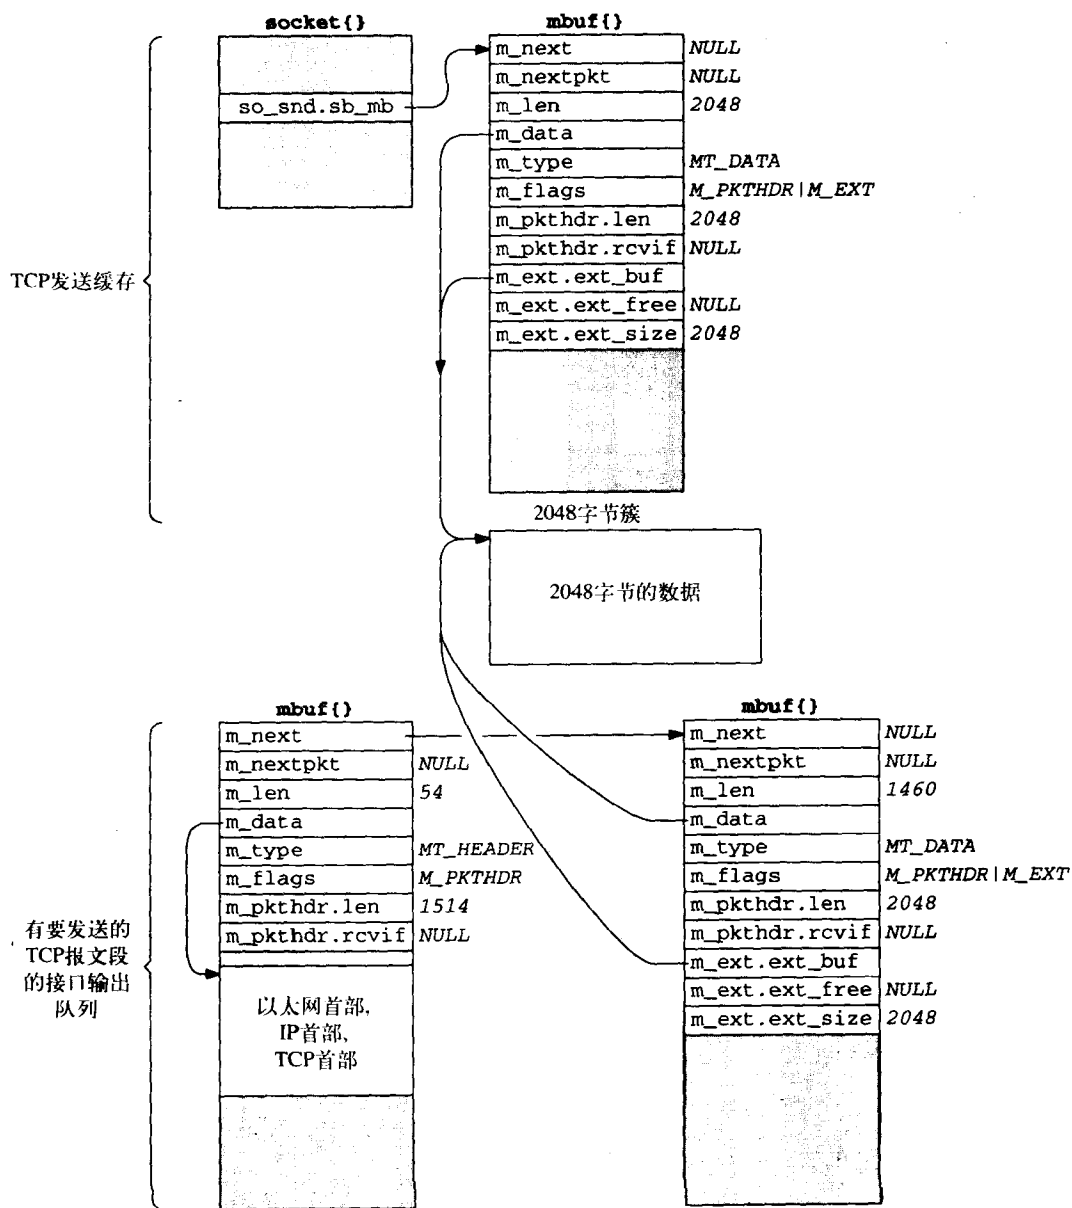 socket{}
so_snd.sb_mb
mbuf{}
m_next NULL
m_nextpkt NULL
m_len 2048
m_data
m_type MT_DATA
m_flags M_PKTHDR|M_EXT
m_pkthdr.len 2048
m_pkthdr.rcvif NULL
m_ext.ext_buf
m_ext.ext_free NULL
m_ext.ext_size 2048
TCP发送缓存
2048字节簇
2048字节的数据
mbuf{}
m_next
m_nextpkt NULL
m_len 54
m_data
m_type MT_HEADER
m_flags M_PKTHDR
m_pkthdr.len 1514
m_pkthdr.rcvif NULL
以太网首部,
IP首部,
TCP首部
有要发送的
TCP报文段
的接口输出
队列
mbuf{}
m_next NULL
m_nextpkt NULL
m_len 1460
m_data
m_type MT_DATA
m_flags M_PKTHDR|M_EXT
m_pkthdr.len 2048
m_pkthdr.rcvif NULL
m_ext.ext_buf
m_ext.ext_free NULL
m_ext.ext_size 2048